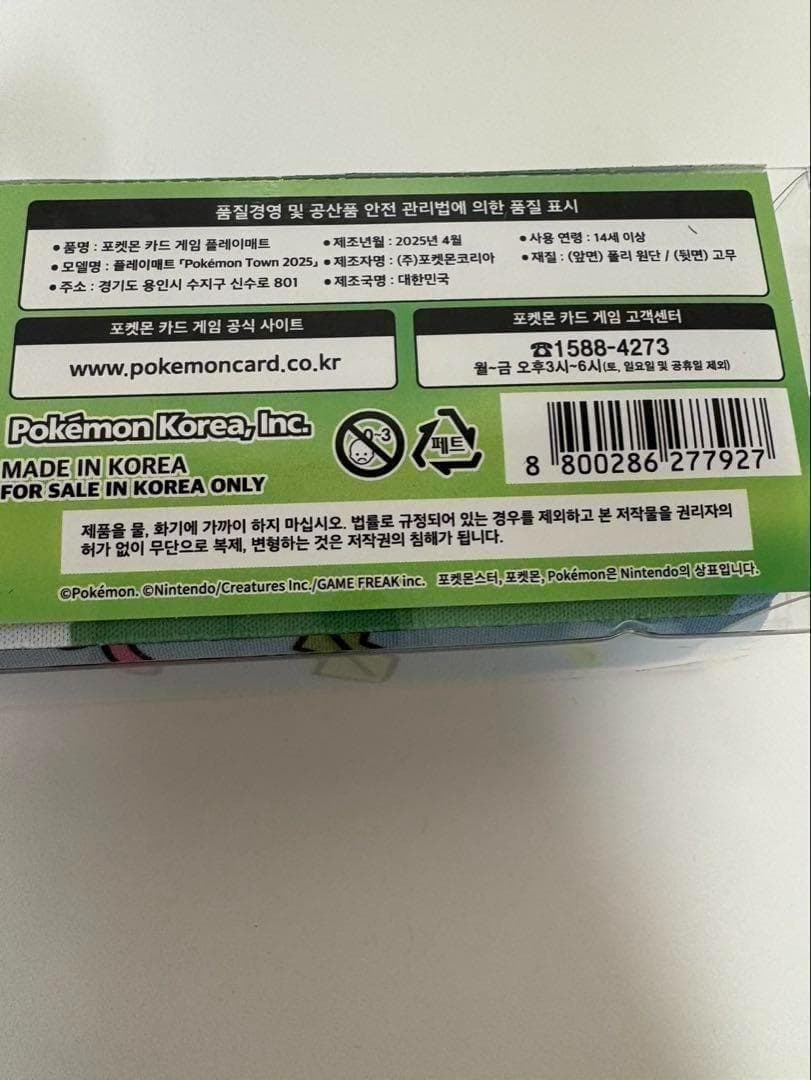 품질경영 및 공산품 안전 관리법에 의한 품질 표시
• 품명 : 포켓몬 카드 게임 플레이매트 • 제조년월 : 2025년 4월 • 사용 연령 : 14세 이상
• 모델명 : 플레이매트 「Pokémon Town 2025」 • 제조자명 : (주)포켓몬코리아 • 재질 : (앞면) 폴리 원단 / (뒷면) 고무
• 주소 : 경기도 용인시 수지구 신수로 801 • 제조국명 : 대한민국
포켓몬 카드 게임 공식 사이트
www.pokemoncard.co.kr
포켓몬 카드 게임 고객센터
☎1588-4273
월~금 오후3시~6시(토, 일요일 및 공휴일 제외)
Pokémon Korea, Inc.
MADE IN KOREA
FOR SALE IN KOREA ONLY
0-3
페트
8 800286 277927
제품을 물, 화기에 가까이 하지 마십시오. 법률로 규정되어 있는 경우를 제외하고 본 저작물을 권리자의
허가 없이 무단으로 복제, 변형하는 것은 저작권의 침해가 됩니다.
©Pokémon. ©Nintendo/Creatures Inc./GAME FREAK inc. 포켓몬스터, 포켓몬, Pokémon은 Nintendo의 상표입니다.